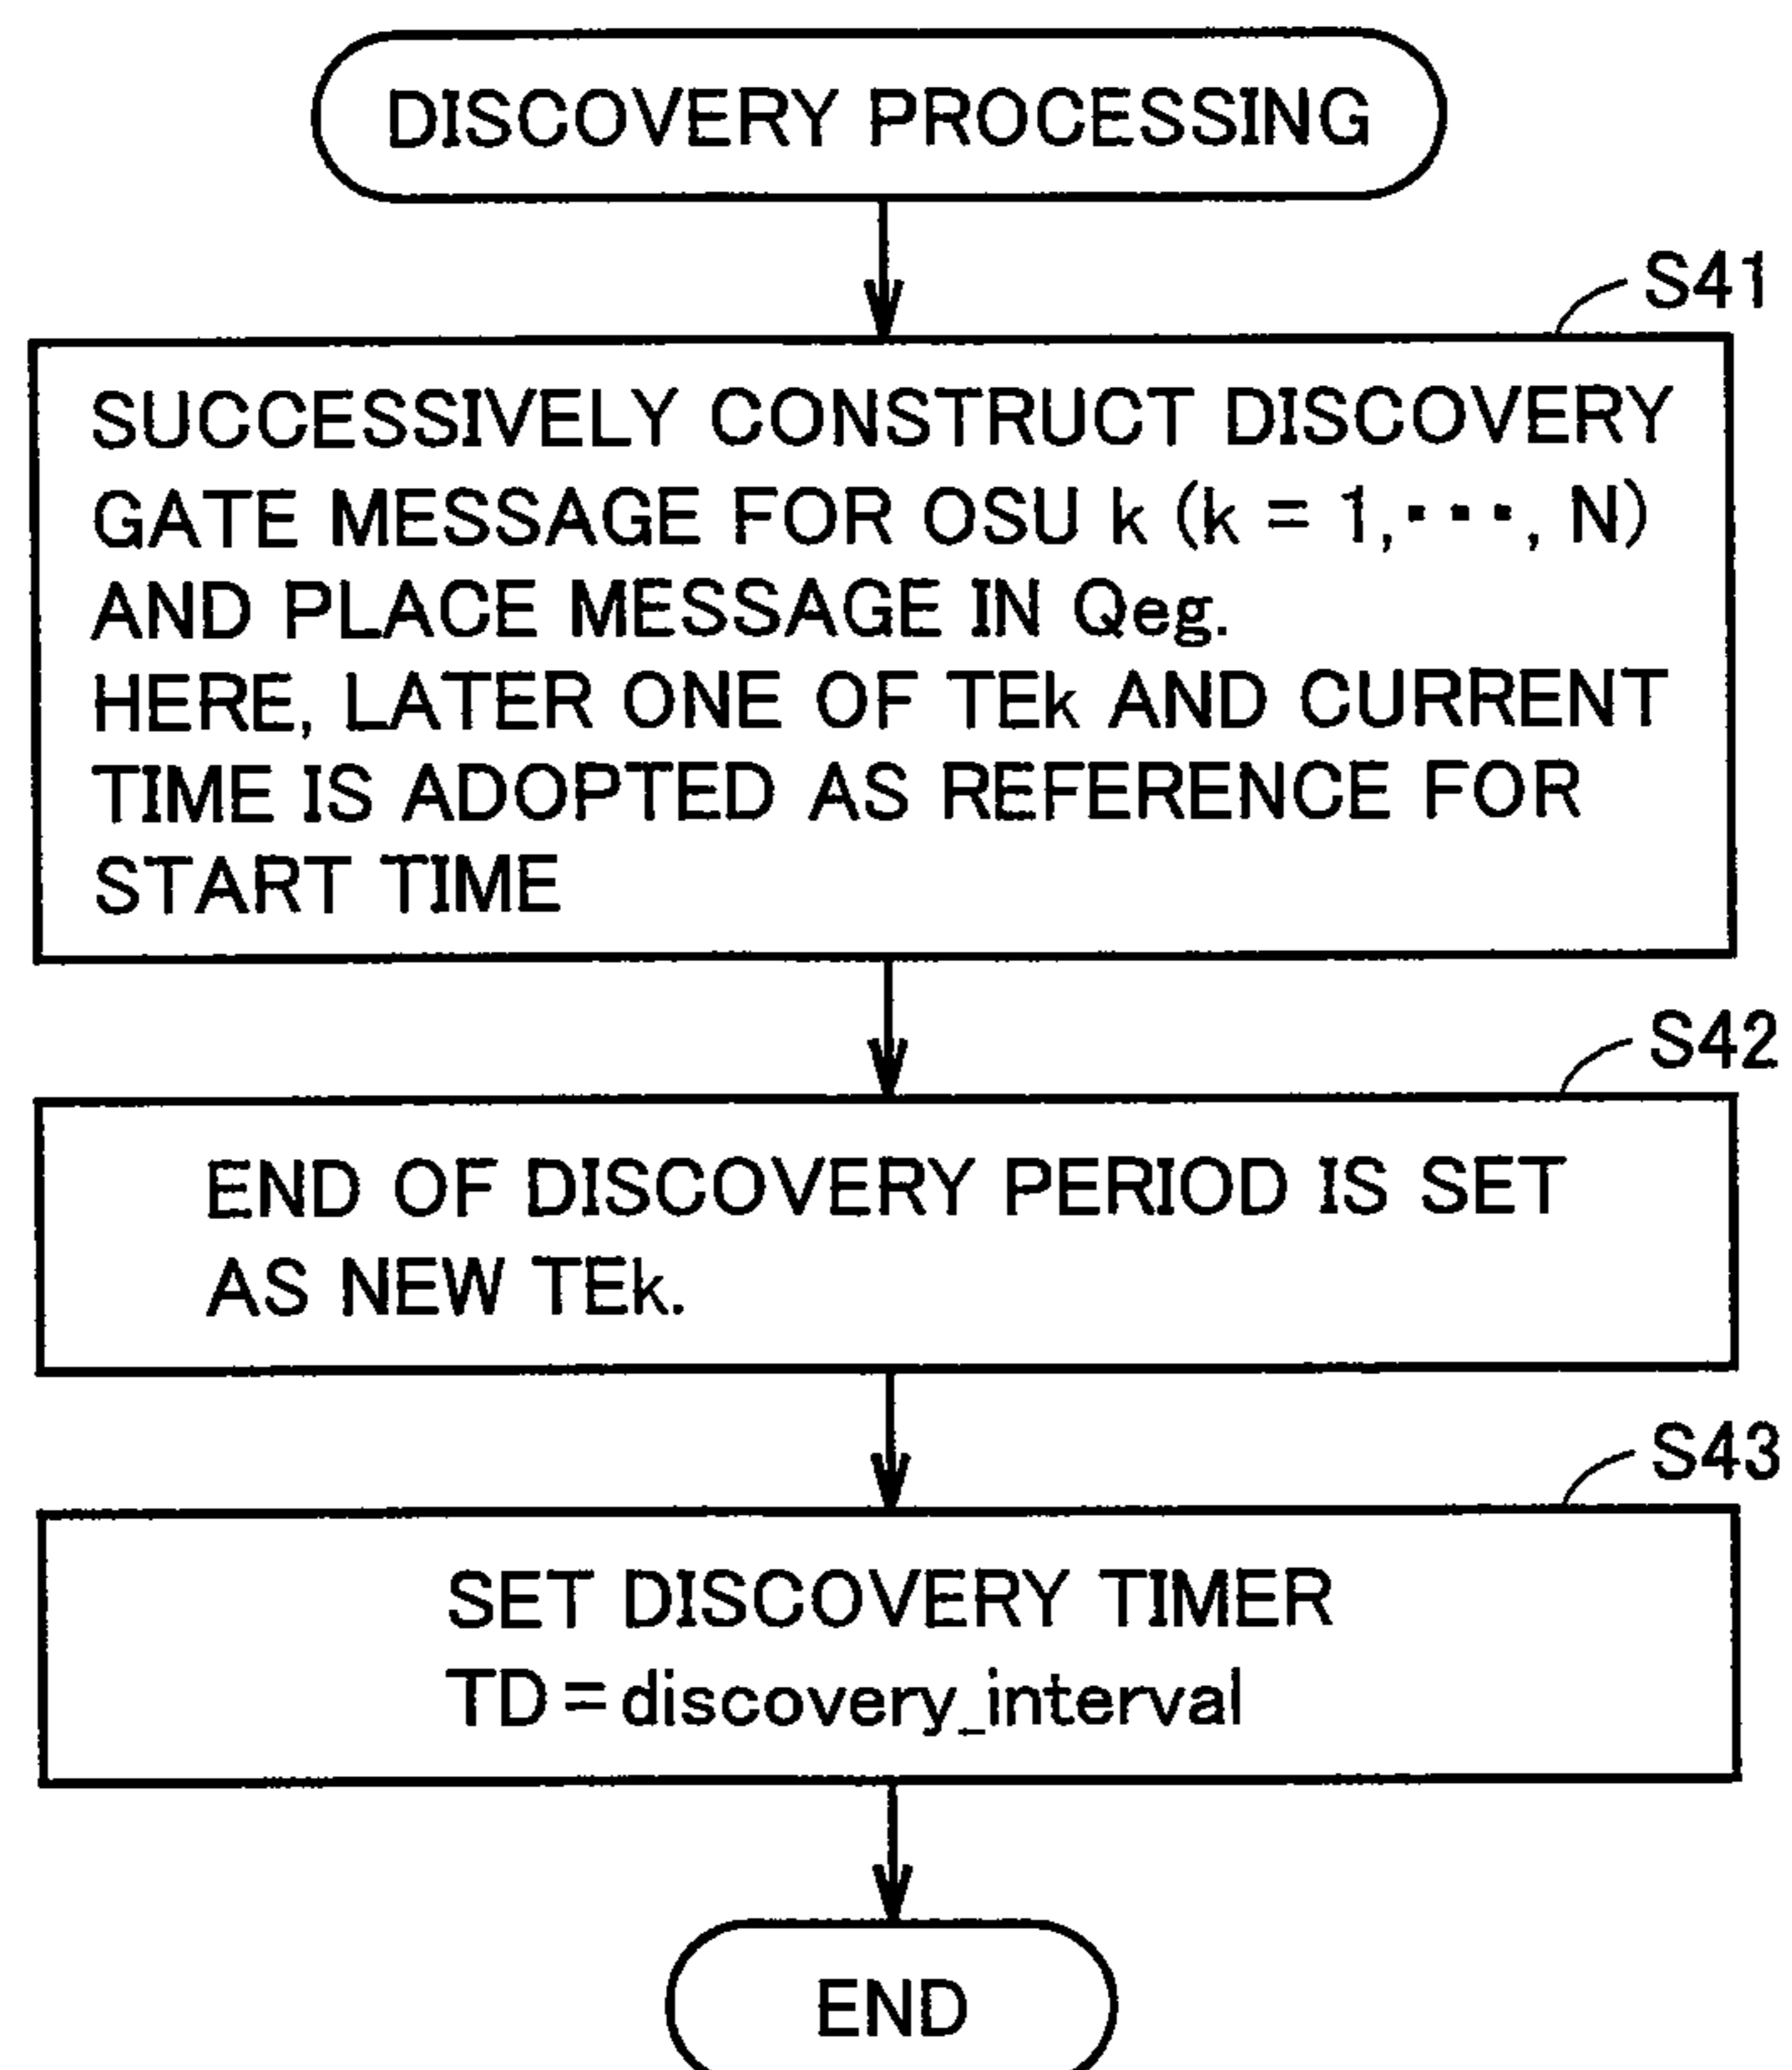 DISCOVERY PROCESSING
S41
SUCCESSIVELY CONSTRUCT DISCOVERY
GATE MESSAGE FOR OSU k (k = 1,···, N)
AND PLACE MESSAGE IN Qeg.
HERE, LATER ONE OF TEk AND CURRENT
TIME IS ADOPTED AS REFERENCE FOR
START TIME
S42
END OF DISCOVERY PERIOD IS SET
AS NEW TEk.
S43
SET DISCOVERY TIMER
TD=discovery_interval
END